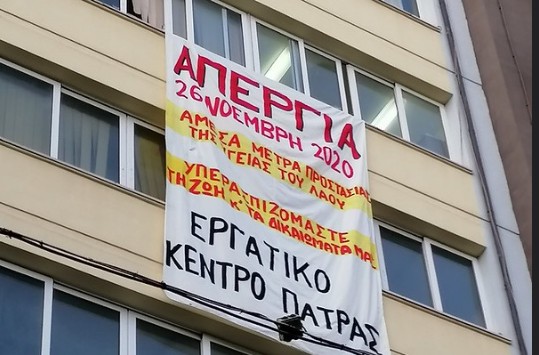 ΑΠΕΡΓΙΑ
26 ΝΟΕΜΒΡΗ 2020
ΑΜΕΣΑ ΜΕΤΡΑ ΠΡΟΣΤΑΣΙΑΣ
ΤΗΣ ΥΓΕΙΑΣ ΤΟΥ ΛΑΟΥ
ΥΠΕΡΑΣΠΙΖΟΜΑΣΤΕ
ΤΗ ΖΩΗ Κ' ΤΑ ΔΙΚΑΙΩΜΑΤΑ ΜΑΣ
ΕΡΓΑΤΙΚΟ
ΚΕΝΤΡΟ ΠΑΤΡΑΣ